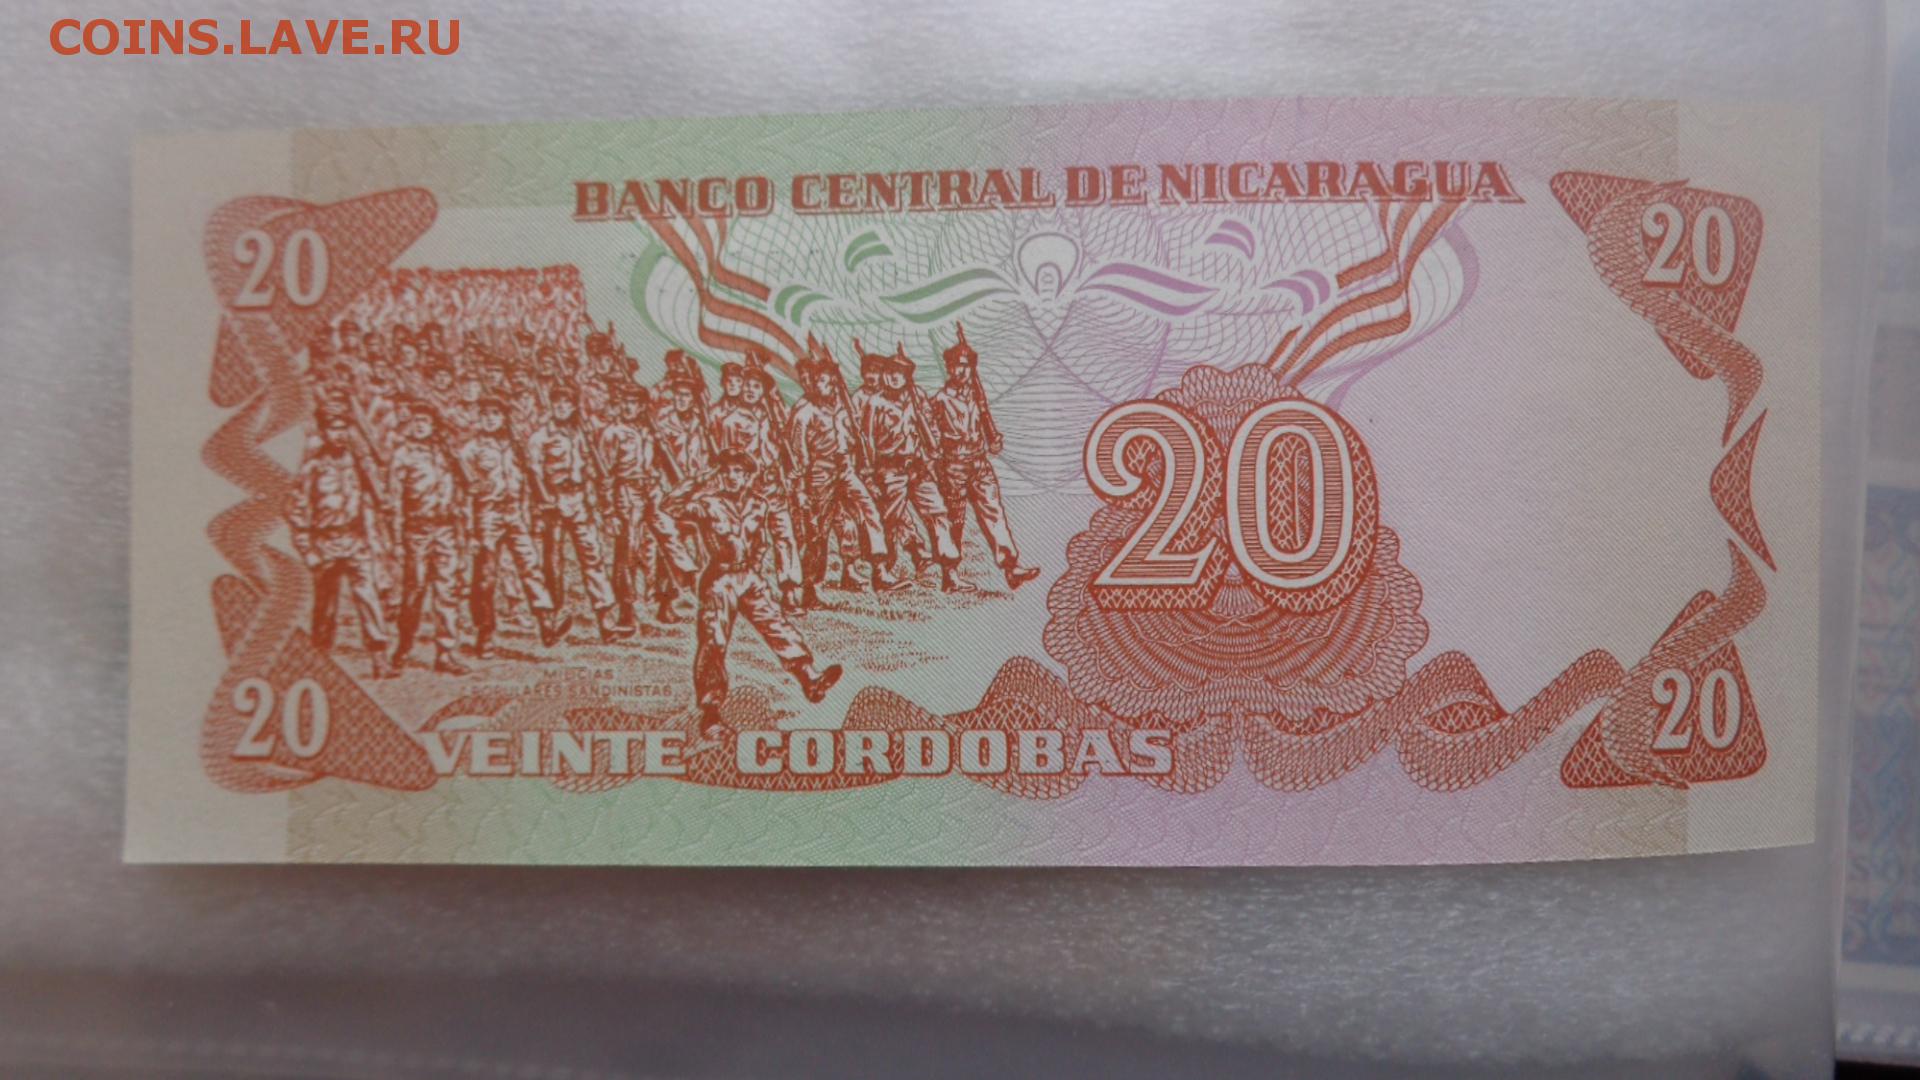 COINS.LAVE.RU
BANCO CENTRAL DE NICARAGUA
20
20
20
MILICIAS
POPULARES SANDINISTAS
20
20
VEINTE CORDOBAS